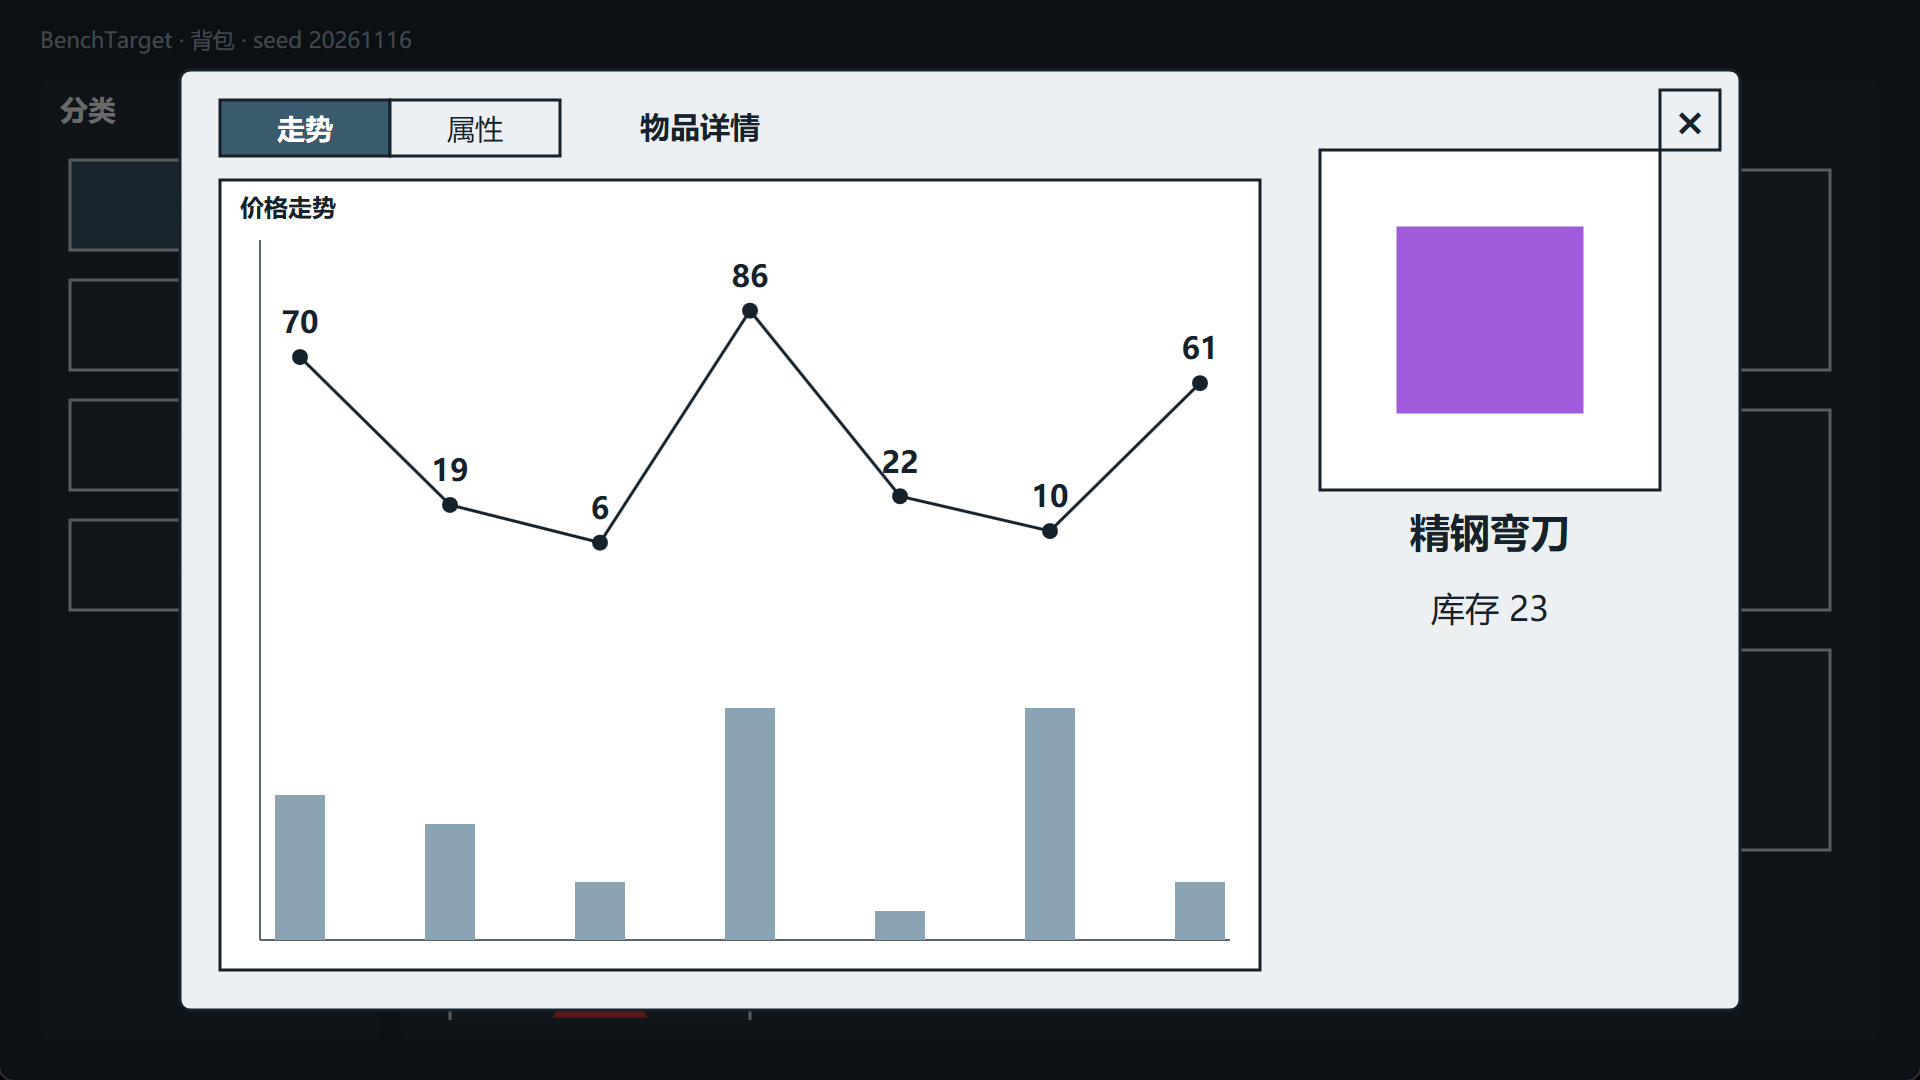 BenchTarget · 背包 · seed 20261116
分类
走势
属性
物品详情
×
价格走势
70
19
6
86
22
10
61
精钢弯刀
库存 23